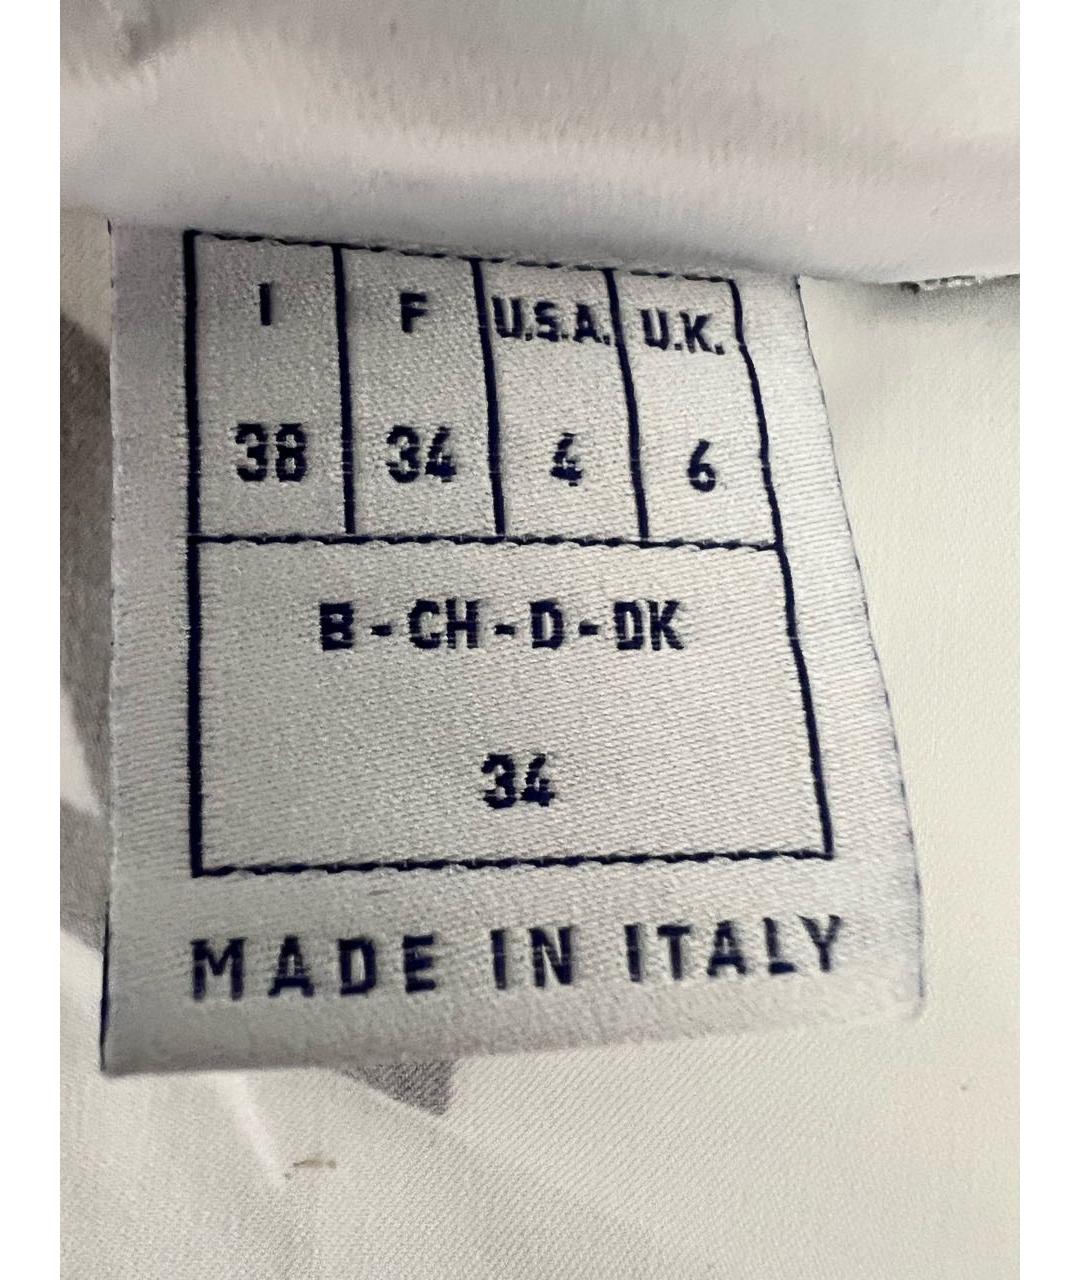 I F U.S.A. U.K.
38 34 4 6
B - CH - D - DK
34
MADE IN ITALY